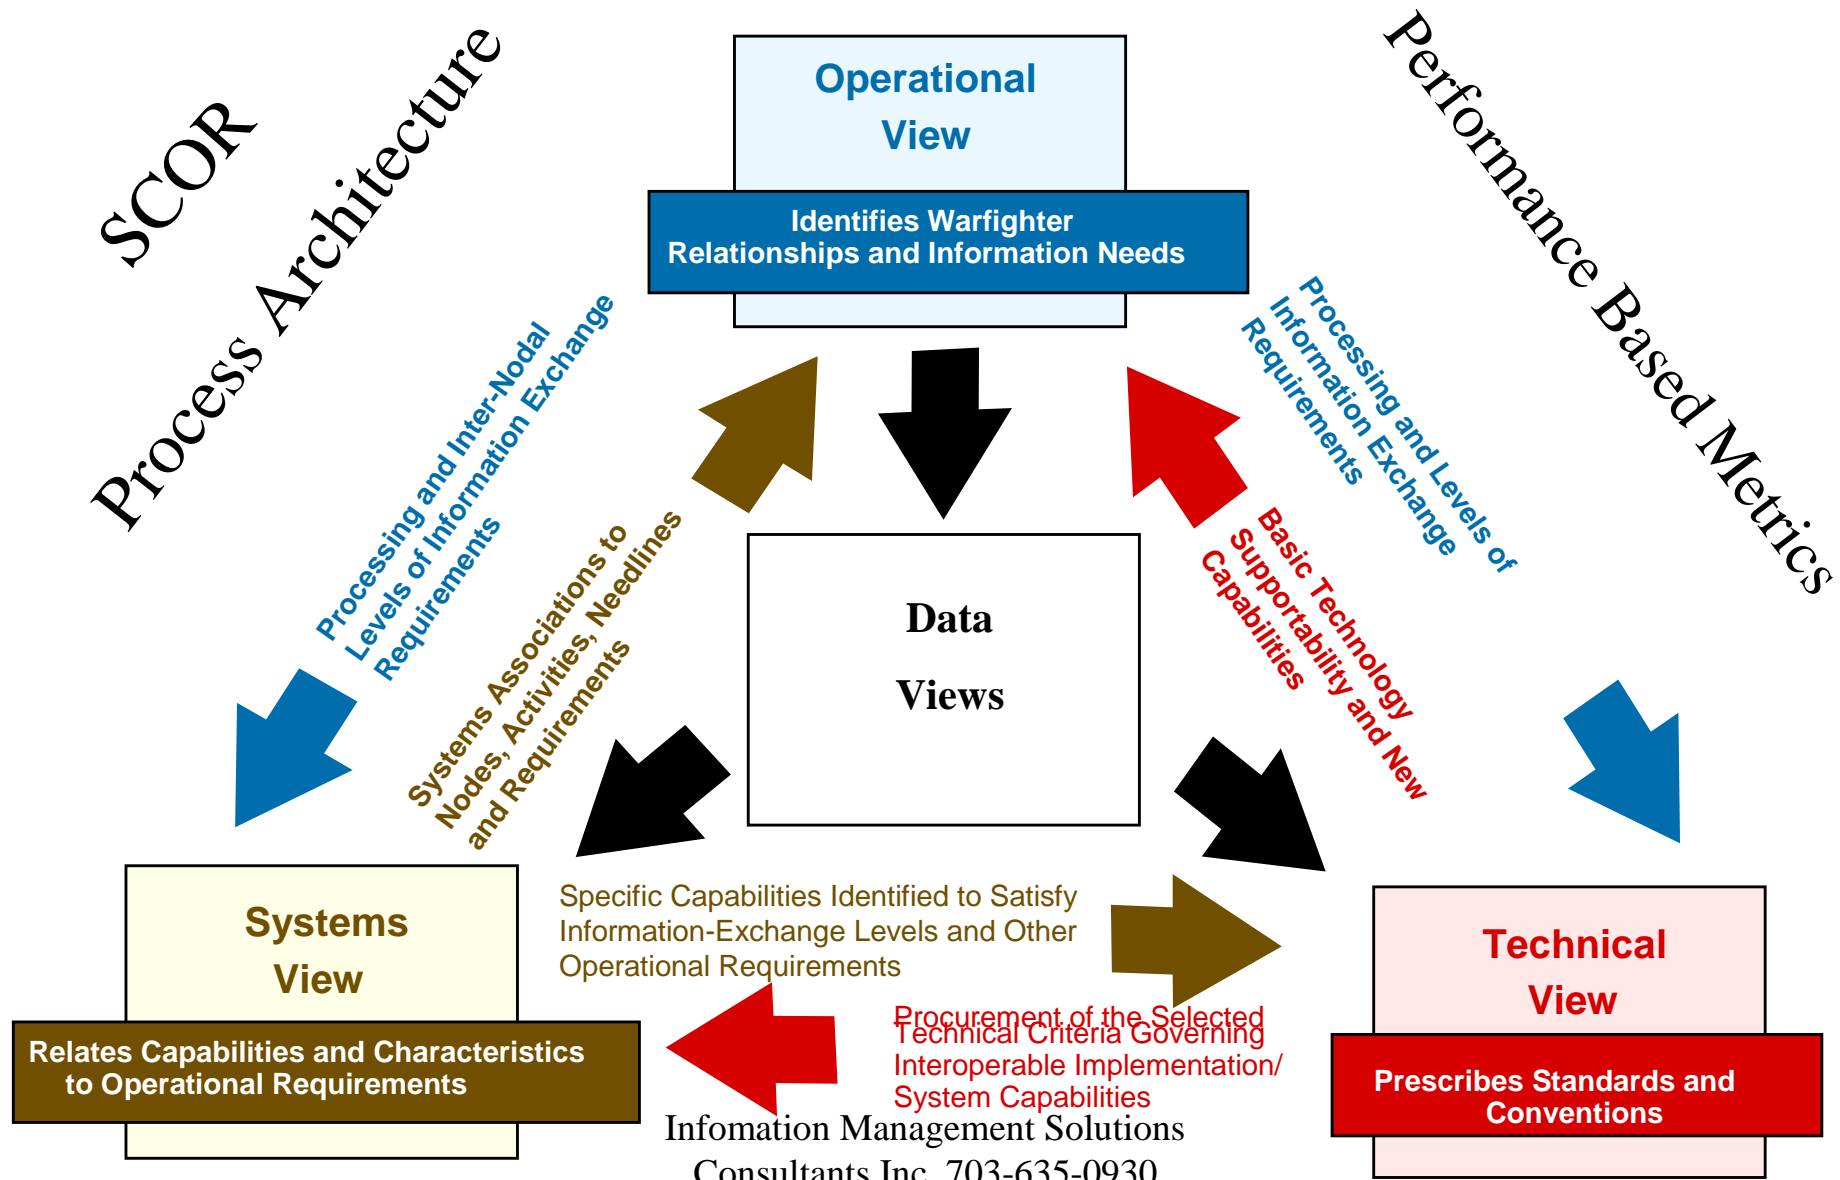 SCOR
Process Architecture
Performance Based Metrics
Operational
View
Identifies Warfighter
Relationships and Information Needs
Processing and Inter-Nodal
Levels of Information Exchange
Requirements
Systems Associations to
Nodes, Activities, Needlines
and Requirements
Processing and Levels of
Information Exchange
Requirements
Basic Technology
Supportability and New
Capabilities
Data
Views
Systems
View
Relates Capabilities and Characteristics
to Operational Requirements
Specific Capabilities Identified to Satisfy
Information-Exchange Levels and Other
Operational Requirements
Procurement of the Selected
Technical Criteria Governing
Interoperable Implementation/
System Capabilities
Technical
View
Prescribes Standards and
Conventions
Infomation Management Solutions
Consultants Inc. 703-635-0930